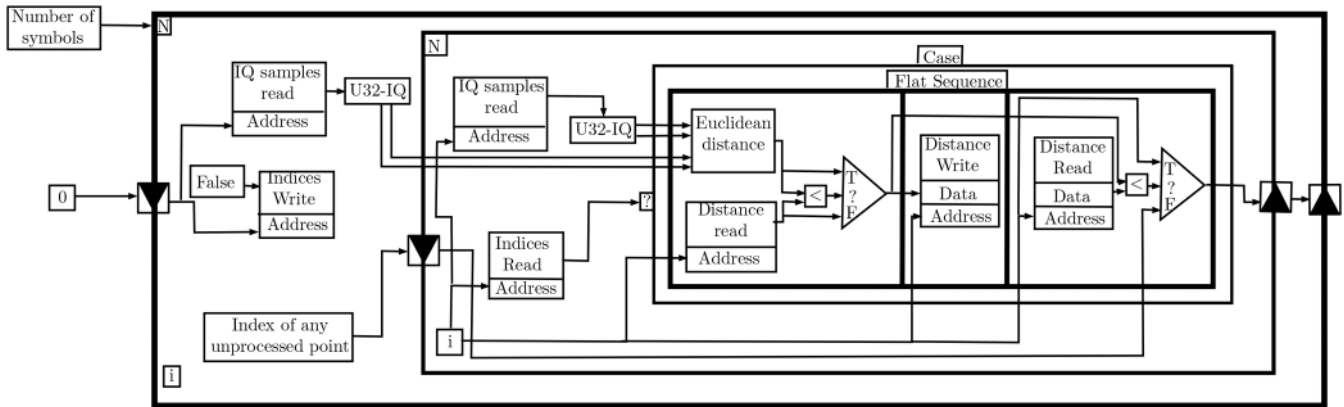 Number of
symbols
N
N
Case
Flat Sequence
IQ samples
read
Address
U32-IQ
IQ samples
read
Address
U32-IQ
Euclidean
distance
T
?
F
Distance
Write
Data
Address
Distance
Read
Data
Address
<
T
?
F
0
False
Indices
Write
Address
?
<
Distance
read
Address
Indices
Read
Address
Index of any
unprocessed point
i
i